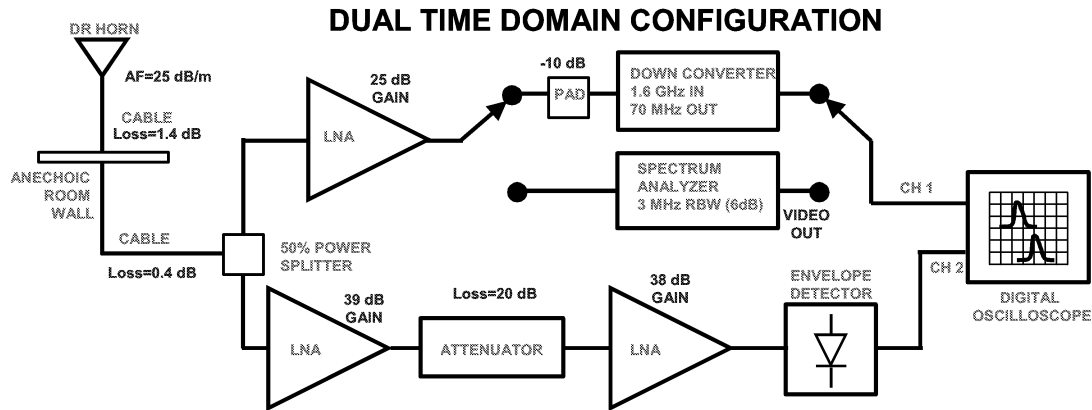 DUAL TIME DOMAIN CONFIGURATION
DR HORN
AF=25 dB/m
CABLE
Loss=1.4 dB
ANECHOIC
ROOM
WALL
CABLE
Loss=0.4 dB
50% POWER
SPLITTER
25 dB
GAIN
LNA
-10 dB
PAD
DOWN CONVERTER
1.6 GHz IN
70 MHz OUT
SPECTRUM
ANALYZER
3 MHz RBW (6dB)
VIDEO
OUT
CH 1
CH 2
DIGITAL
OSCILLOSCOPE
39 dB
GAIN
LNA
Loss=20 dB
ATTENUATOR
38 dB
GAIN
LNA
ENVELOPE
DETECTOR